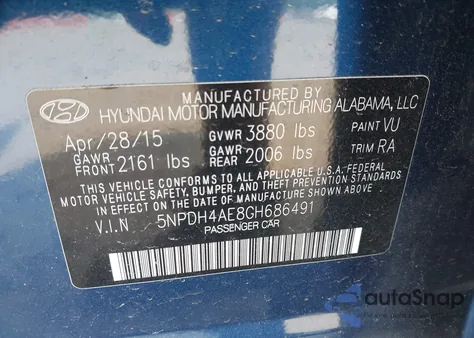 MANUFACTURED BY
HYUNDAI MOTOR MANUFACTURING ALABAMA, LLC
Apr/28/15 GVWR 3880 lbs PAINT VU
GAWR FRONT 2161 lbs GAWR REAR 2006 lbs TRIM RA
THIS VEHICLE CONFORMS TO ALL APPLICABLE U.S.A. FEDERAL
MOTOR VEHICLE SAFETY, BUMPER, AND THEFT PREVENTION STANDARDS
IN EFFECT ON THE DATE OF MANUFACTURE SHOWN ABOVE.
V.I.N 5NPDH4AE8GH686491
PASSENGER CAR
autoSnap